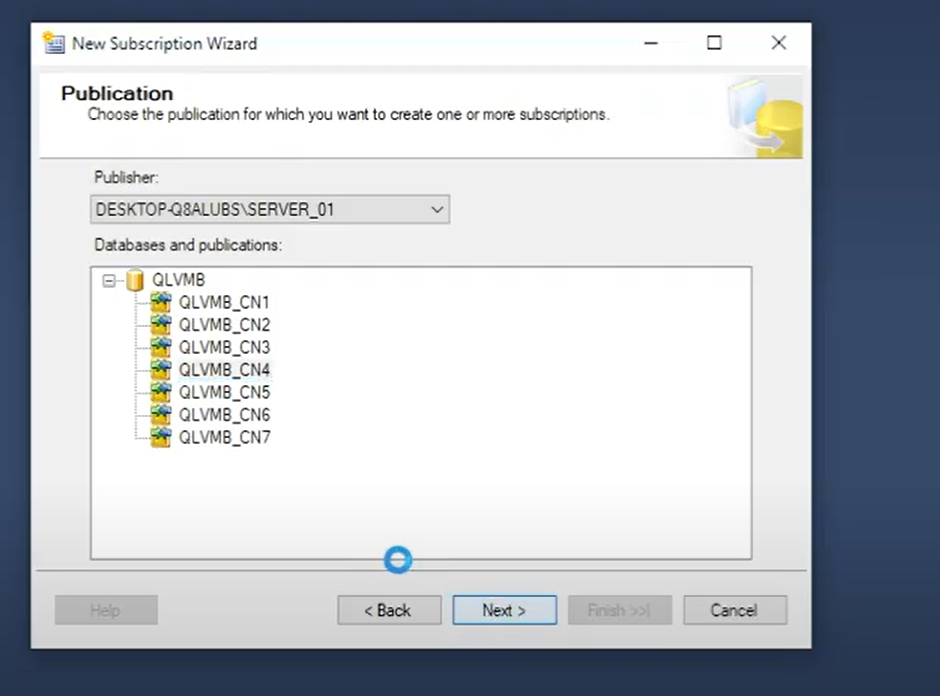 New Subscription Wizard
Publication
Choose the publication for which you want to create one or more subscriptions.
Publisher:
DESKTOP-Q8ALUBS\SERVER_01
Databases and publications:
QLVMB
QLVMB_CN1
QLVMB_CN2
QLVMB_CN3
QLVMB_CN4
QLVMB_CN5
QLVMB_CN6
QLVMB_CN7
Help
< Back
Next >
Finish >>|
Cancel